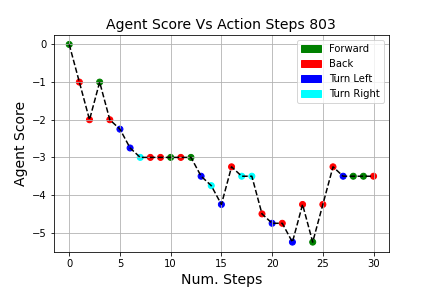 Agent Score Vs Action Steps 803
Forward
Back
Turn Left
Turn Right
0
−1
−2
−3
−4
−5
Agent Score
0 5 10 15 20 25 30
Num. Steps